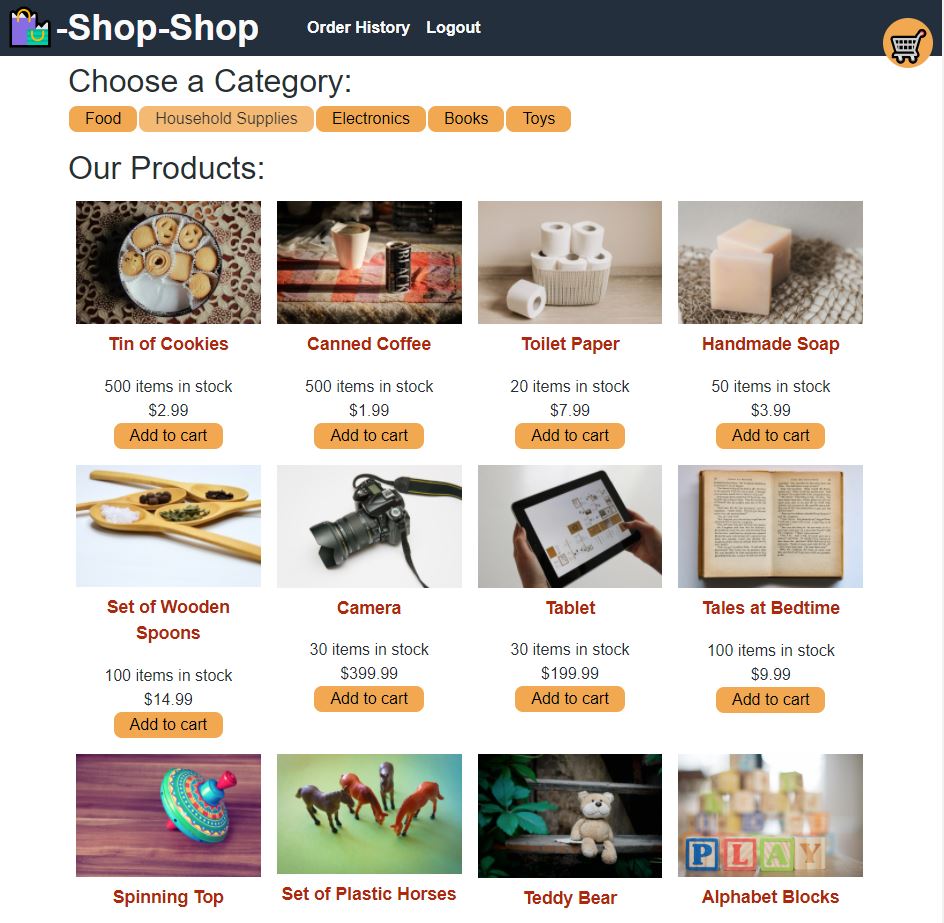 -Shop-Shop
Order History
Logout
Choose a Category:
Food
Household Supplies
Electronics
Books
Toys
Our Products:
Tin of Cookies
500 items in stock
$2.99
Add to cart
BLACK
Canned Coffee
500 items in stock
$1.99
Add to cart
Toilet Paper
20 items in stock
$7.99
Add to cart
Handmade Soap
50 items in stock
$3.99
Add to cart
Set of Wooden
Spoons
100 items in stock
$14.99
Add to cart
Camera
30 items in stock
$399.99
Add to cart
Tablet
30 items in stock
$199.99
Add to cart
Tales at Bedtime
100 items in stock
$9.99
Add to cart
Spinning Top
Set of Plastic Horses
Teddy Bear
PLAY
Alphabet Blocks